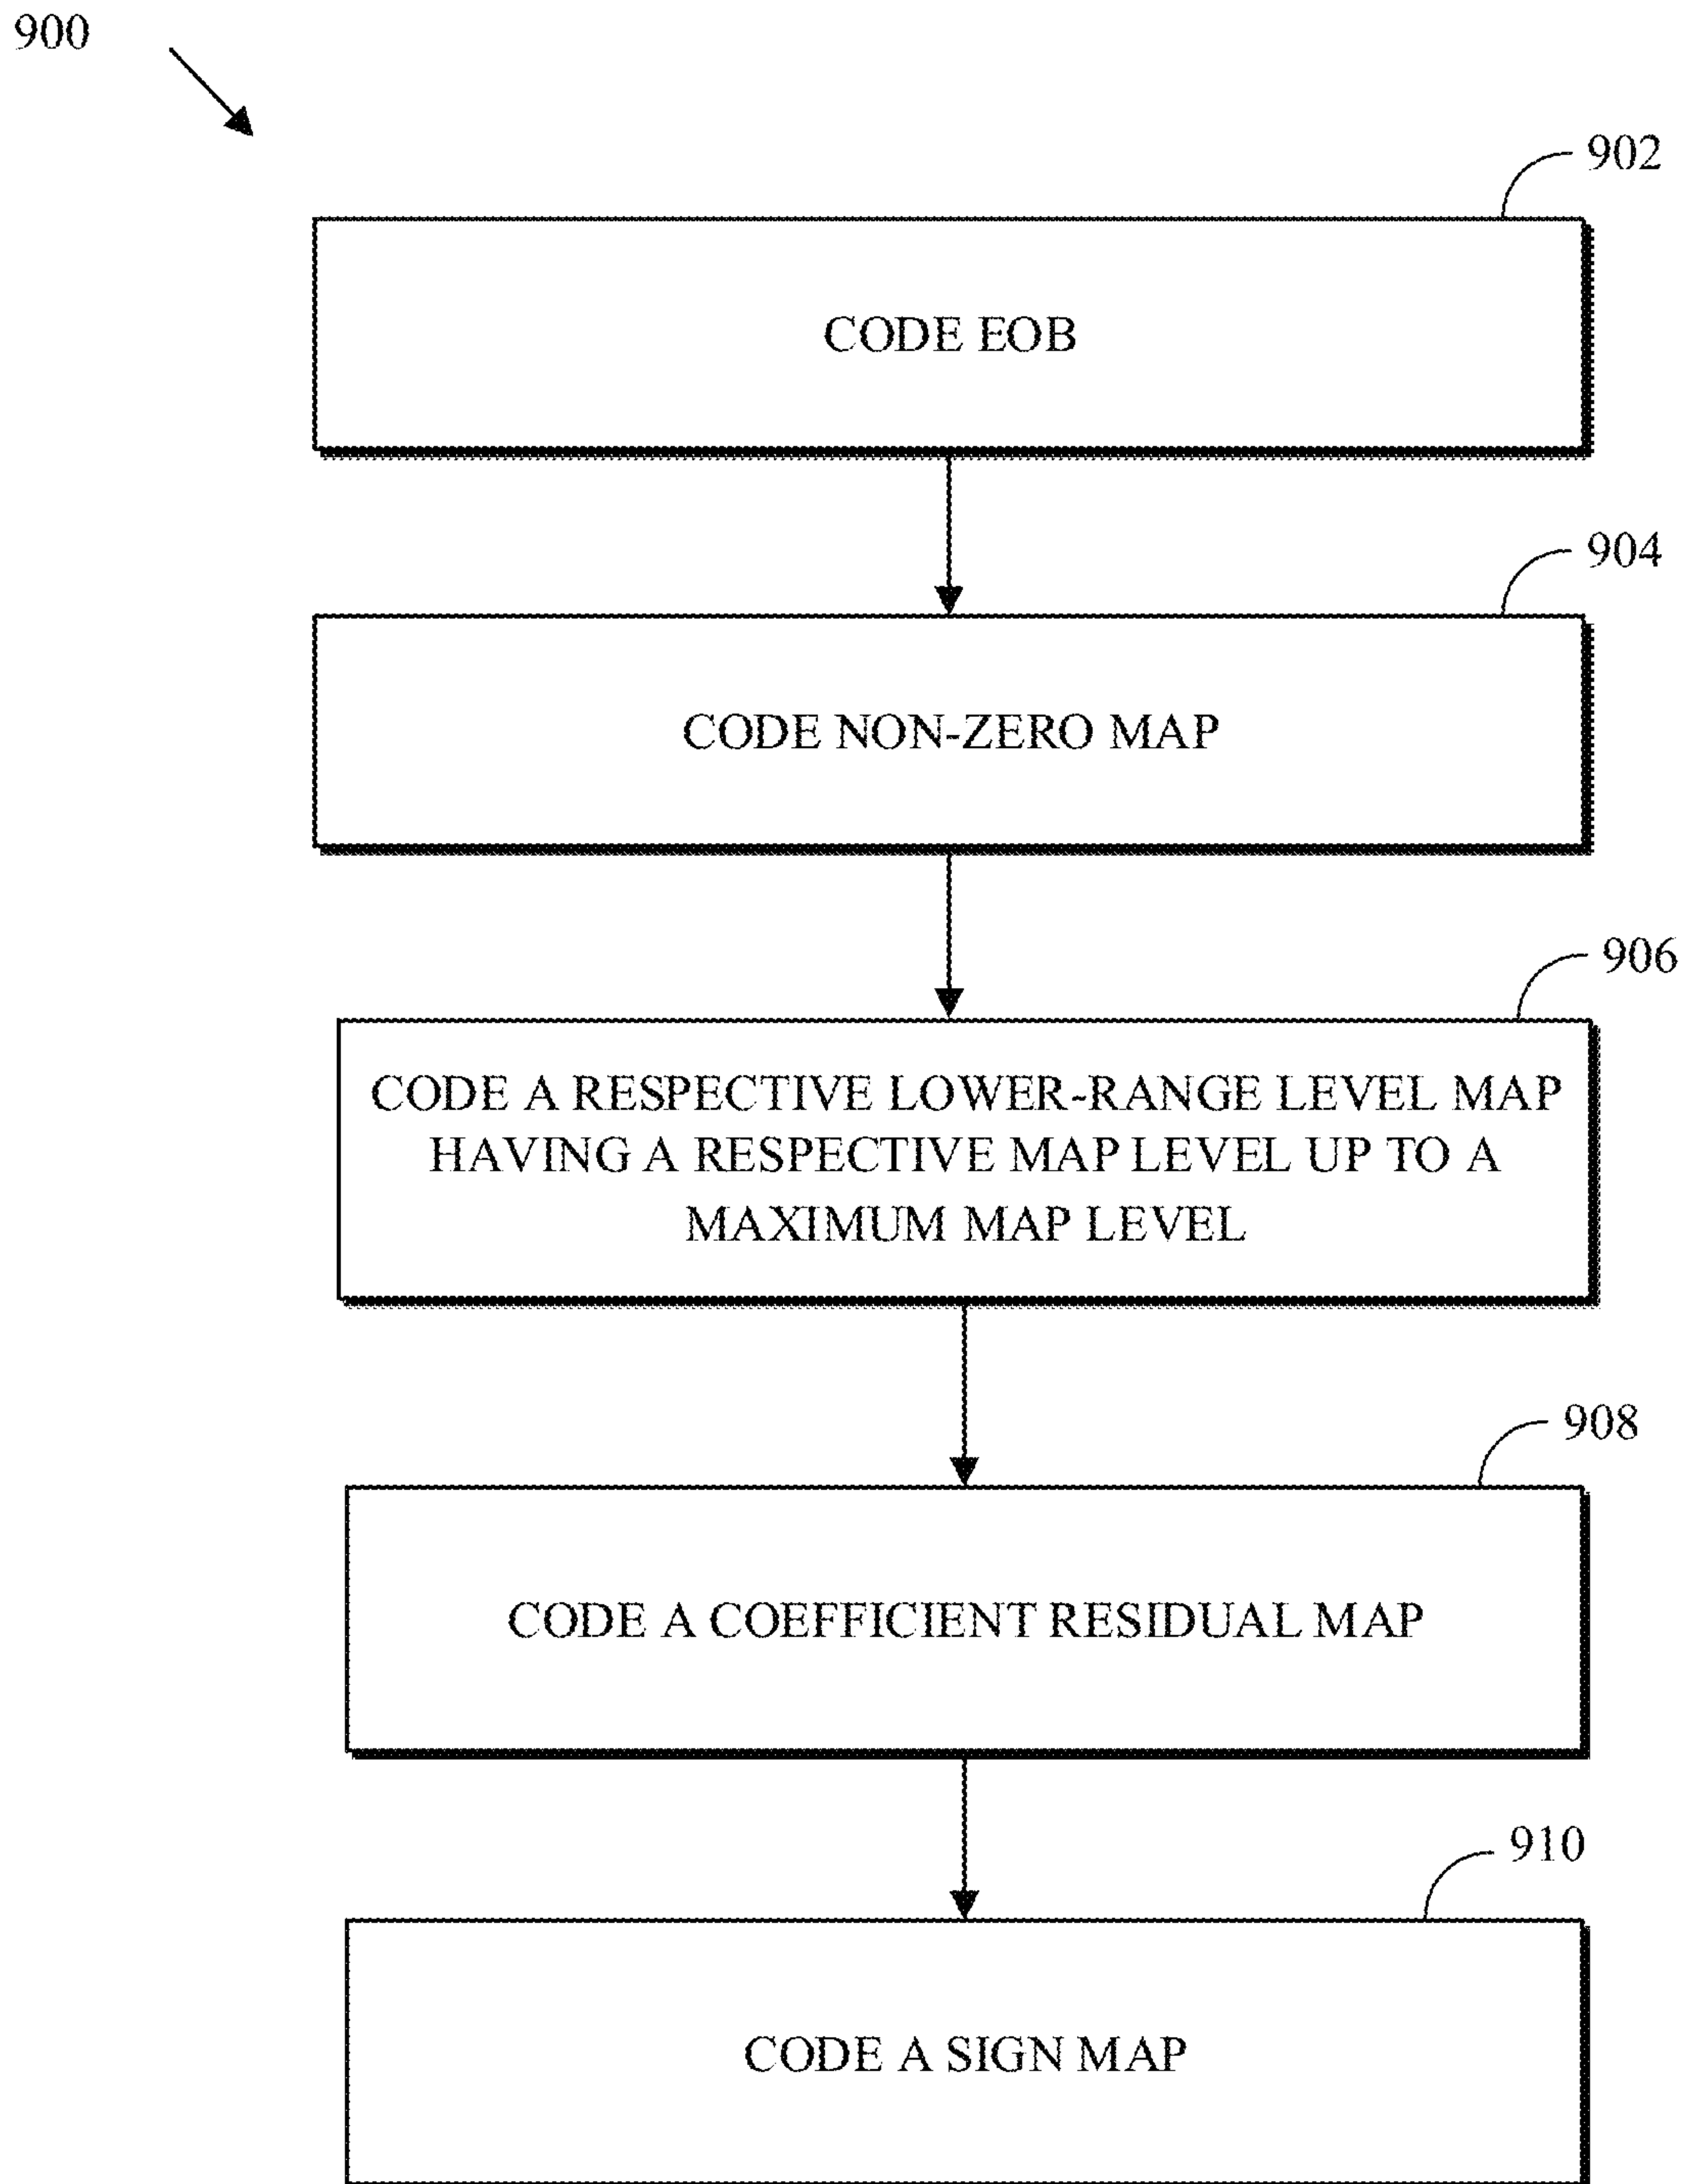 900
902
CODE EOB
904
CODE NON-ZERO MAP
906
CODE A RESPECTIVE LOWER-RANGE LEVEL MAP
HAVING A RESPECTIVE MAP LEVEL UP TO A
MAXIMUM MAP LEVEL
908
CODE A COEFFICIENT RESIDUAL MAP
910
CODE A SIGN MAP